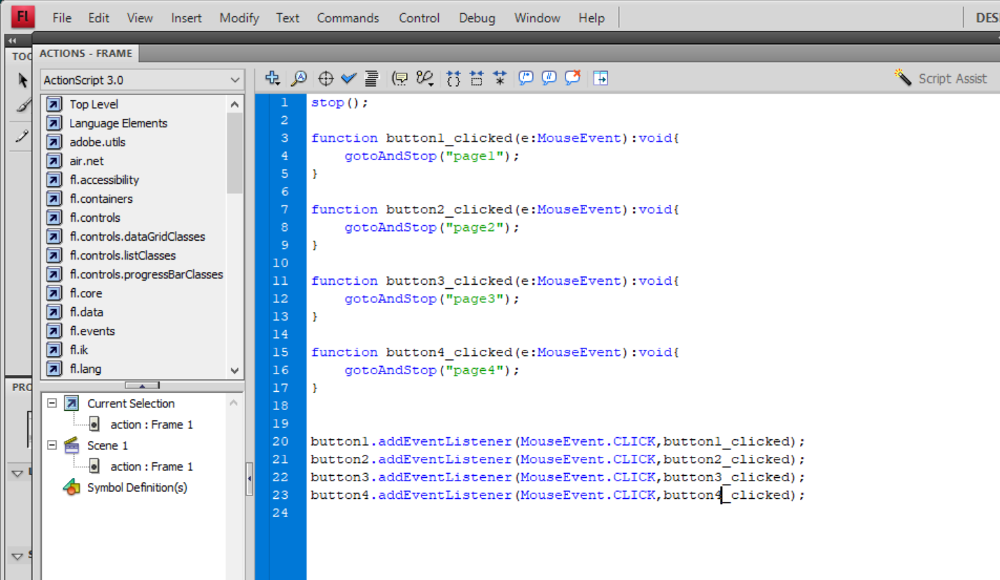 Fl File Edit View Insert Modify Text Commands Control Debug Window Help
ACTIONS - FRAME
ActionScript 3.0
Script Assist
Top Level
Language Elements
adobe.utils
air.net
fl.accessibility
fl.containers
fl.controls
fl.controls.dataGridClasses
fl.controls.listClasses
fl.controls.progressBarClasses
fl.core
fl.data
fl.events
fl.ik
fl.lang
Current Selection
action : Frame 1
Scene 1
action : Frame 1
Symbol Definition(s)
1 stop();
2
3 function button1_clicked(e:MouseEvent):void{
4 gotoAndStop("page1");
5 }
6
7 function button2_clicked(e:MouseEvent):void{
8 gotoAndStop("page2");
9 }
10
11 function button3_clicked(e:MouseEvent):void{
12 gotoAndStop("page3");
13 }
14
15 function button4_clicked(e:MouseEvent):void{
16 gotoAndStop("page4");
17 }
18
19
20 button1.addEventListener(MouseEvent.CLICK,button1_clicked);
21 button2.addEventListener(MouseEvent.CLICK,button2_clicked);
22 button3.addEventListener(MouseEvent.CLICK,button3_clicked);
23 button4.addEventListener(MouseEvent.CLICK,button4_clicked);
24